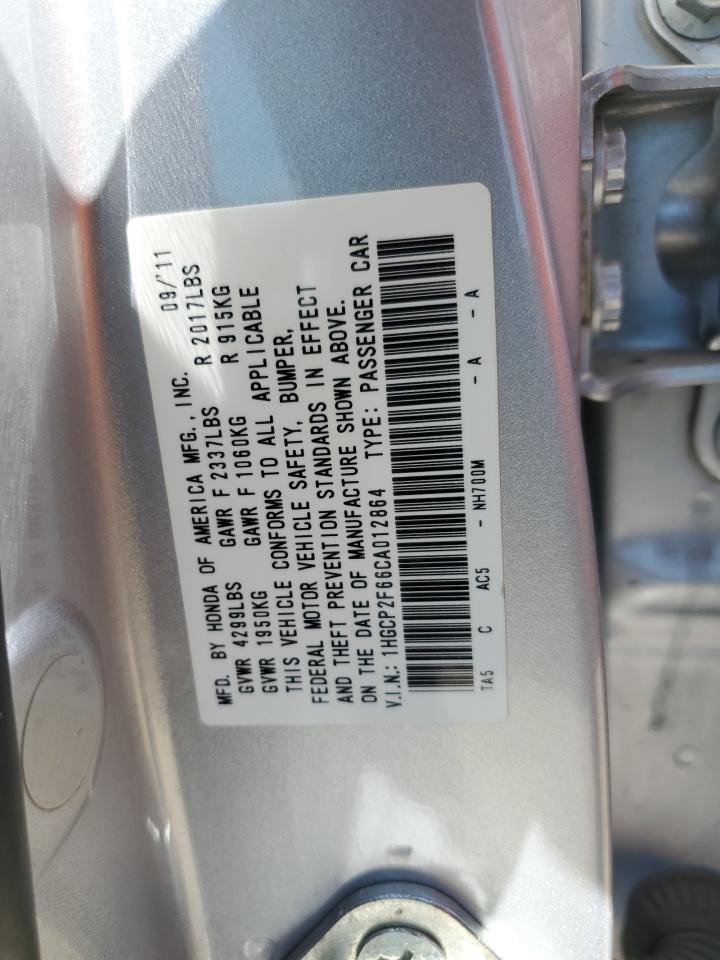 MFD. BY HONDA OF AMERICA MFG., INC. 09/'11
GVWR 4299LBS GAWR F 2337LBS R 2017LBS
GVWR 1950KG GAWR F 1060KG R 915KG
THIS VEHICLE CONFORMS TO ALL APPLICABLE
FEDERAL MOTOR VEHICLE SAFETY, BUMPER,
AND THEFT PREVENTION STANDARDS IN EFFECT
ON THE DATE OF MANUFACTURE SHOWN ABOVE.
V.I.N.: 1HGCP2F66CA012864 TYPE: PASSENGER CAR
TA5 C AC5 - NH700M - A - A